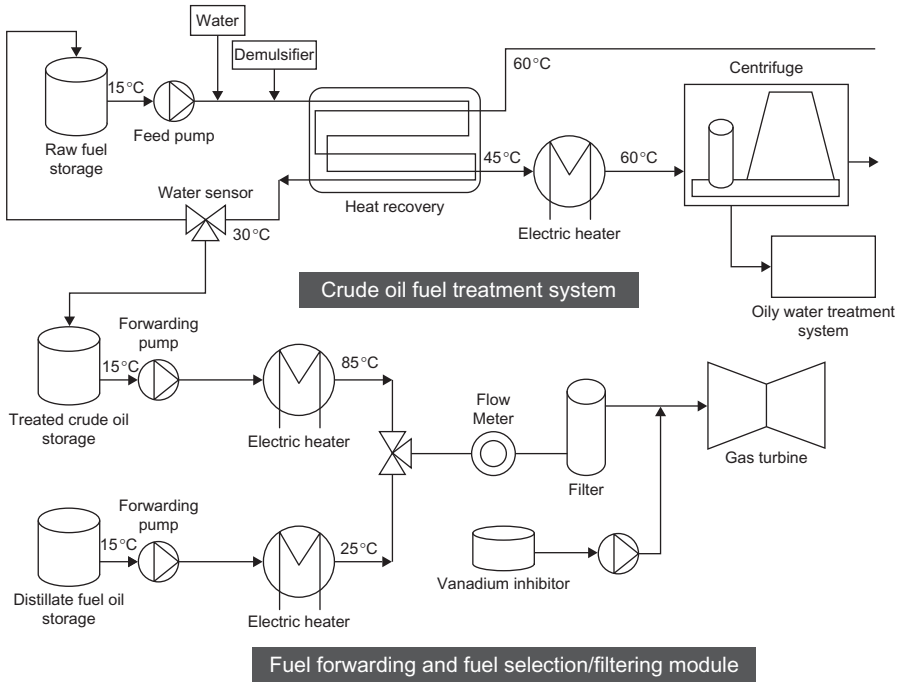 Water
Demulsifier
60°C
Centrifuge
15°C
Feed pump
Raw fuel
storage
45°C
60°C
Water sensor
Heat recovery
30°C
Electric heater
Crude oil fuel treatment system
Oily water treatment
system
Forwarding
pump
15°C
85°C
Treated crude oil
storage
Electric heater
Flow
Meter
Filter
Gas turbine
Forwarding
pump
15°C
25°C
Vanadium inhibitor
Distillate fuel oil
storage
Electric heater
Fuel forwarding and fuel selection/filtering module